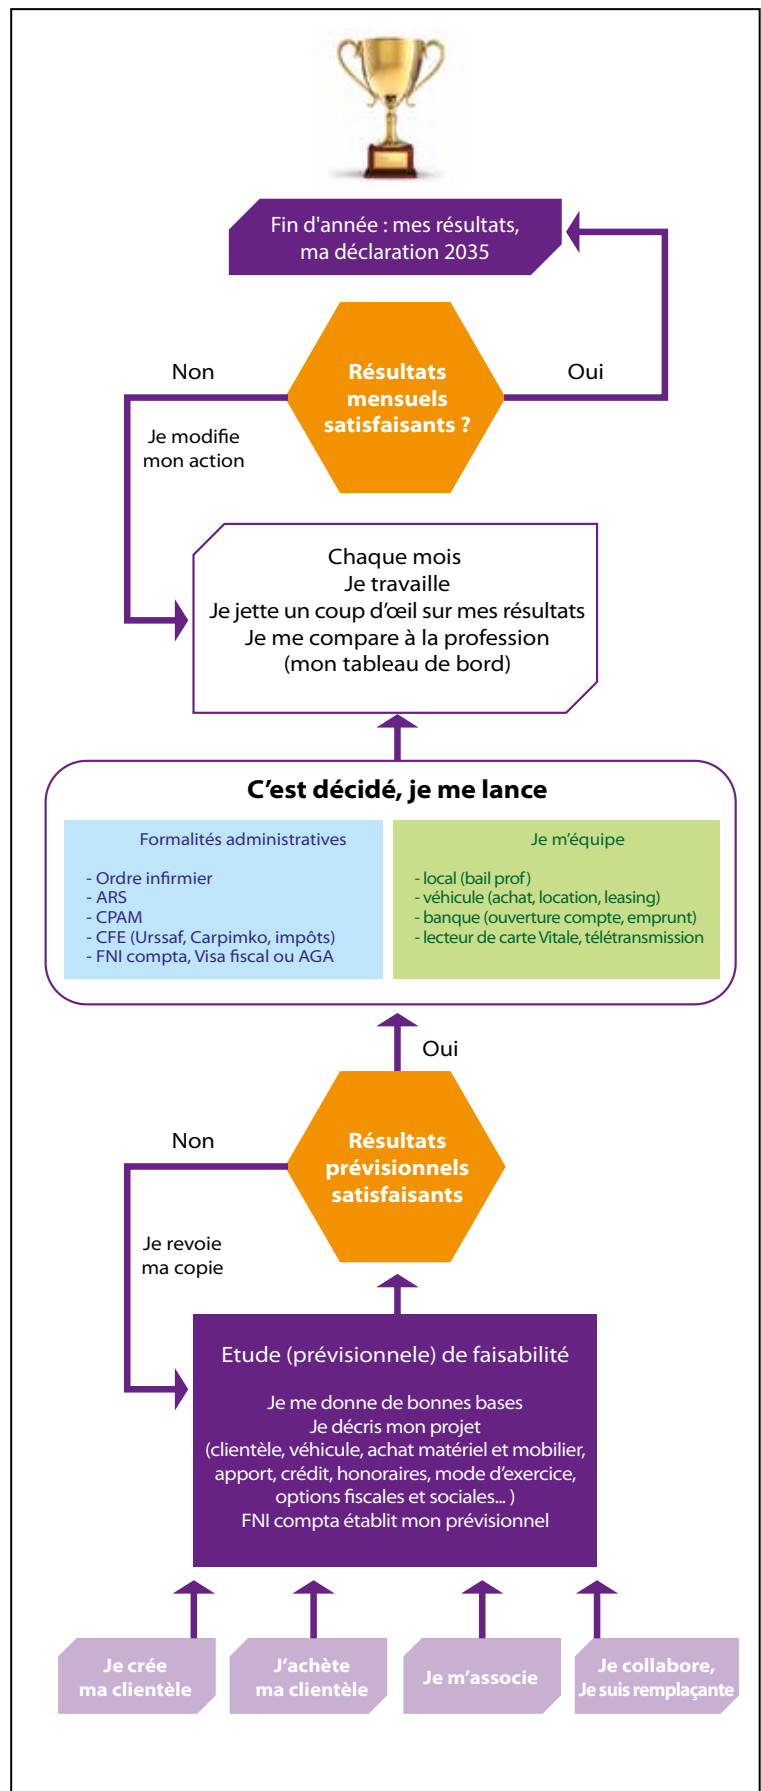 Fin d'année : mes résultats,
ma déclaration 2035
Non
Résultats
mensuels
satisfaisants ?
Oui
Je modifie
mon action
Chaque mois
Je travaille
Je jette un coup d'œil sur mes résultats
Je me compare à la profession
(mon tableau de bord)
C'est décidé, je me lance
Formalités administratives
- Ordre infirmier
- ARS
- CPAM
- CFE (Urssaf, Carpimko, impôts)
- FNI compta, Visa fiscal ou AGA
Je m'équipe
- local (bail prof)
- véhicule (achat, location, leasing)
- banque (ouverture compte, emprunt)
- lecteur de carte Vitale, télétransmission
Oui
Non
Résultats
prévisionnels
satisfaisants
Je revoie
ma copie
Etude (prévisionele) de faisabilité
Je me donne de bonnes bases
Je décris mon projet
(clientèle, véhicule, achat matériel et mobilier,
apport, crédit, honoraires, mode d'exercice,
options fiscales et sociales... )
FNI compta établit mon prévisionnel
Je crée
ma clientèle
J'achète
ma clientèle
Je m'associe
Je collabore,
Je suis remplaçante